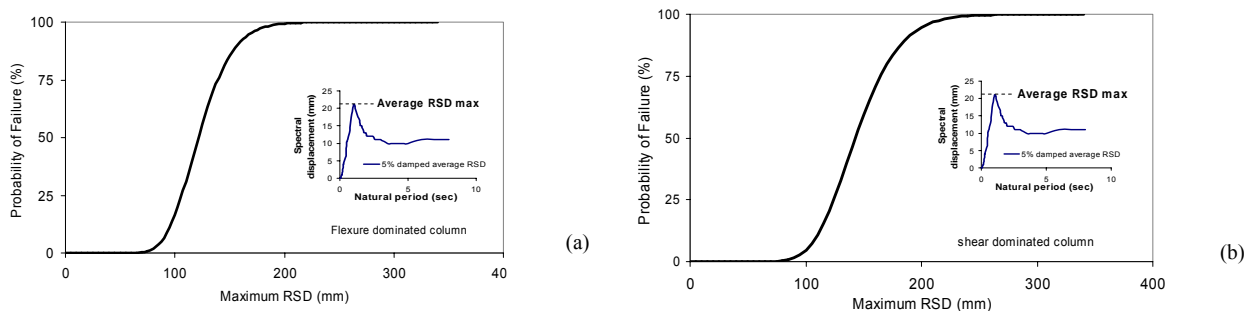 100
75
50
25
0
Probability of Failure (%)
0
100
200
300
40
Maximum RSD (mm)
25
20
15
10
5
0
Spectral
displacement (mm)
Average RSD max
5% damped average RSD
0
5
10
Natural period (sec)
Flexure dominated column
(a)
100
75
50
25
0
Probability of Failure (%)
0
100
200
300
400
Maximum RSD (mm)
25
20
15
10
5
0
Spectral
displacement (mm)
Average RSD max
5% damped average RSD
0
5
10
Natural period (sec)
shear dominated column
(b)